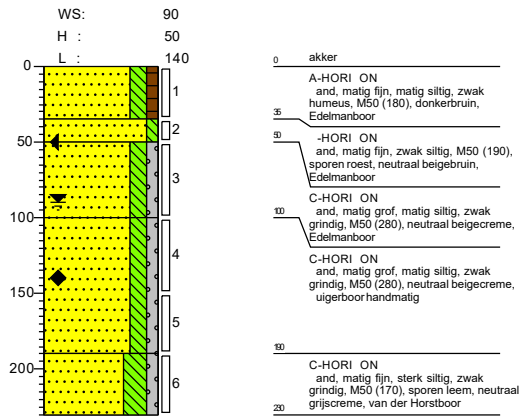 WS: 90
H : 50
L : 140
0
50
100
150
200
1
2
3
4
5
6
0 akker
A-HORI ON
and, matig fijn, matig siltig, zwak
humeus, M50 (180), donkerbruin,
Edelmanboor
35
-HORI ON
and, matig fijn, zwak siltig, M50 (190),
sporen roest, neutraal beigebruin,
Edelmanboor
50
C-HORI ON
and, matig grof, matig siltig, zwak
grindig, M50 (280), neutraal beigecreme,
Edelmanboor
100
C-HORI ON
and, matig grof, matig siltig, zwak
grindig, M50 (280), neutraal beigecreme,
uigerboor handmatig
190
C-HORI ON
and, matig fijn, sterk siltig, zwak
grindig, M50 (170), sporen leem, neutraal
grijscreme, van der Horstboor
230